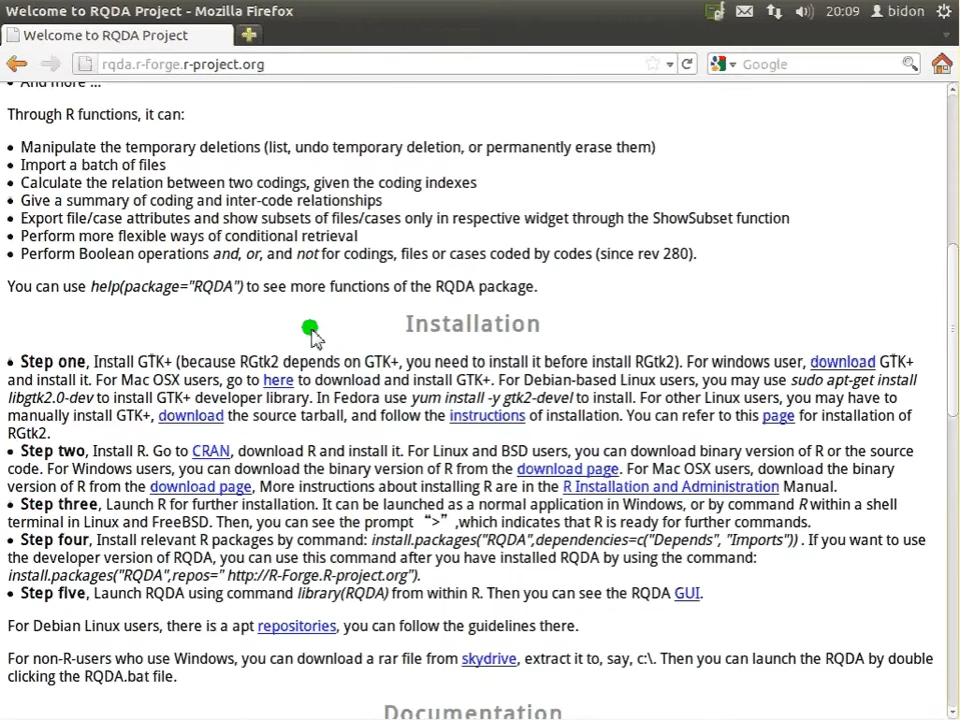 Welcome to RQDA Project - Mozilla Firefox
20:09
bidon
Welcome to RQDA Project
rqda.r-forge.r-project.org
Google
• And more ...
Through R functions, it can:
• Manipulate the temporary deletions (list, undo temporary deletion, or permanently erase them)
• Import a batch of files
• Calculate the relation between two codings, given the coding indexes
• Give a summary of coding and inter-code relationships
• Export file/case attributes and show subsets of files/cases only in respective widget through the ShowSubset function
• Perform more flexible ways of conditional retrieval
• Perform Boolean operations and, or, and not for codings, files or cases coded by codes (since rev 280).
You can use help(package="RQDA") to see more functions of the RQDA package.
Installation
• Step one, Install GTK+ (because RGtk2 depends on GTK+, you need to install it before install RGtk2). For windows user, download GTK+
and install it. For Mac OSX users, go to here to download and install GTK+. For Debian-based Linux users, you may use sudo apt-get install
libgtk2.0-dev to install GTK+ developer library. In Fedora use yum install -y gtk2-devel to install. For other Linux users, you may have to
manually install GTK+, download the source tarball, and follow the instructions of installation. You can refer to this page for installation of
RGtk2.
• Step two, Install R. Go to CRAN, download R and install it. For Linux and BSD users, you can download binary version of R or the source
code. For Windows users, you can download the binary version of R from the download page. For Mac OSX users, download the binary
version of R from the download page, More instructions about installing R are in the R Installation and Administration Manual.
• Step three, Launch R for further installation. It can be launched as a normal application in Windows, or by command R within a shell
terminal in Linux and FreeBSD. Then, you can see the prompt “>” ,which indicates that R is ready for further commands.
• Step four, Install relevant R packages by command: install.packages("RQDA",dependencies=c("Depends", "Imports")) . If you want to use
the developer version of RQDA, you can use this command after you have installed RQDA by using the command:
install.packages("RQDA",repos=" http://R-Forge.R-project.org").
• Step five, Launch RQDA using command library(RQDA) from within R. Then you can see the RQDA GUI.
For Debian Linux users, there is a apt repositories, you can follow the guidelines there.
For non-R-users who use Windows, you can download a rar file from skydrive, extract it to, say, c:\. Then you can launch the RQDA by double
clicking the RQDA.bat file.
Documentation